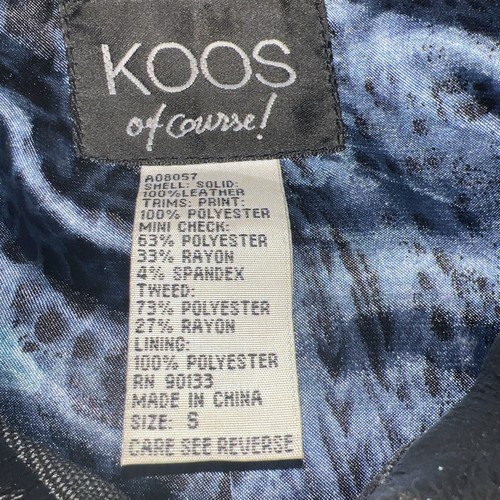 KOOS
of course!
A08057
SHELL: SOLID:
100%LEATHER
TRIMS: PRINT:
100% POLYESTER
MINI CHECK:
63% POLYESTER
33% RAYON
4% SPANDEX
TWEED:
73% POLYESTER
27% RAYON
LINING:
100% POLYESTER
RN 90133
MADE IN CHINA
SIZE: S
CARE SEE REVERSE